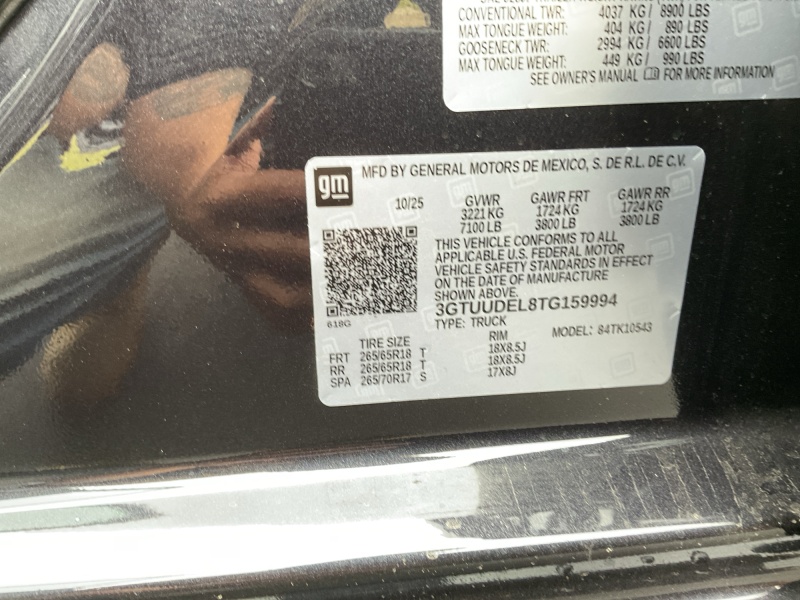 CONVENTIONAL TWR: 4037 KG/ 8900 LBS
MAX TONGUE WEIGHT: 404 KG/ 890 LBS
GOOSENECK TWR: 2994 KG/ 6600 LBS
MAX TONGUE WEIGHT: 449 KG/ 990 LBS
SEE OWNER'S MANUAL FOR MORE INFORMATION
gm
MFD BY GENERAL MOTORS DE MEXICO, S. DE R.L. DE C.V.
10/25 GVWR GAWR FRT GAWR RR
3221 KG 1724 KG 1724 KG
7100 LB 3800 LB 3800 LB
THIS VEHICLE CONFORMS TO ALL
APPLICABLE U.S. FEDERAL MOTOR
VEHICLE SAFETY STANDARDS IN EFFECT
ON THE DATE OF MANUFACTURE
SHOWN ABOVE.
3GTUUDEL8TG159994
618G
TYPE: TRUCK
MODEL: 84TK10543
TIRE SIZE RIM
FRT 265/65R18 T 18X8.5J
RR 265/65R18 T 18X8.5J
SPA 265/70R17 S 17X8J